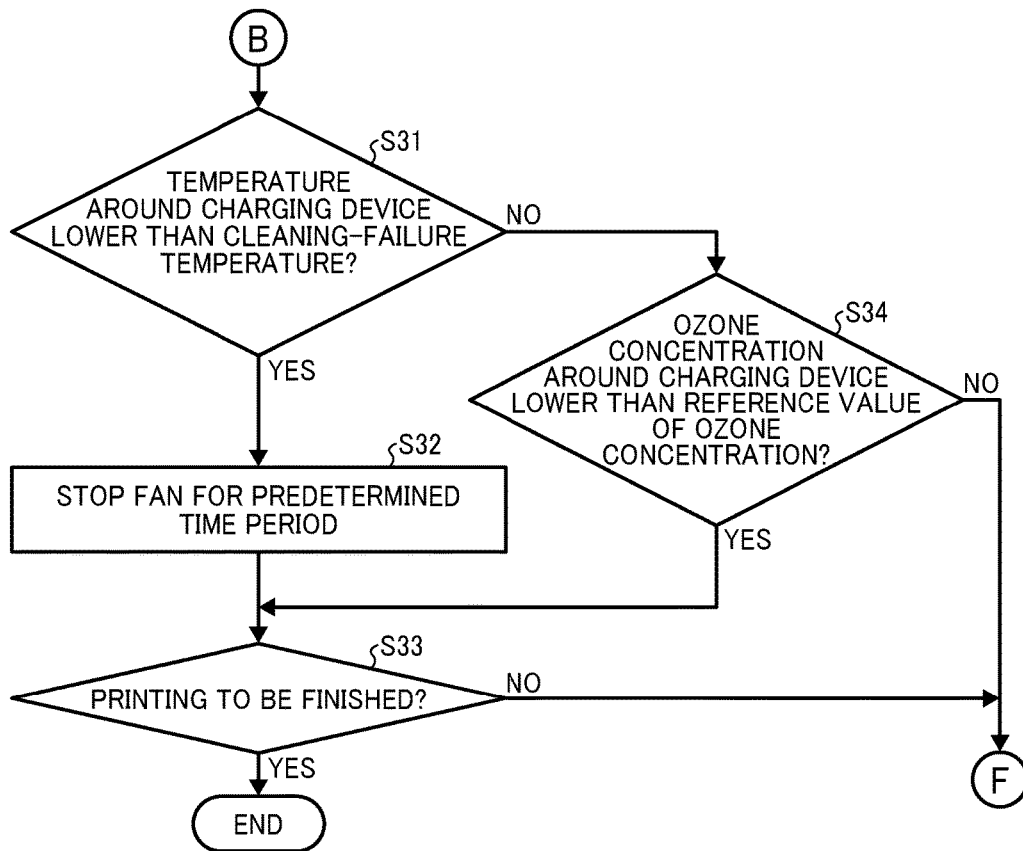 B
S31
TEMPERATURE
AROUND CHARGING DEVICE
LOWER THAN CLEANING-FAILURE
TEMPERATURE?
NO
YES
S34
OZONE
CONCENTRATION
AROUND CHARGING DEVICE
LOWER THAN REFERENCE VALUE
OF OZONE
CONCENTRATION?
NO
YES
S32
STOP FAN FOR PREDETERMINED
TIME PERIOD
S33
PRINTING TO BE FINISHED?
NO
YES
END
F